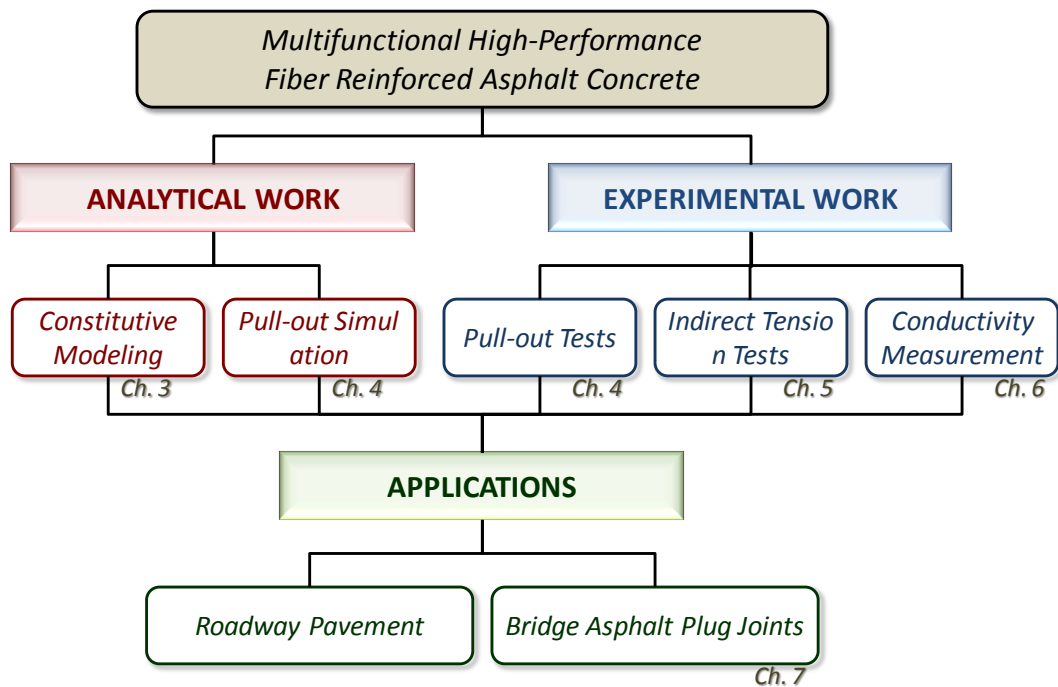 Multifunctional High-Performance
Fiber Reinforced Asphalt Concrete
ANALYTICAL WORK
EXPERIMENTAL WORK
Constitutive
Modeling
Ch. 3
Pull-out Simul
ation
Ch. 4
Pull-out Tests
Ch. 4
Indirect Tensio
n Tests
Ch. 5
Conductivity
Measurement
Ch. 6
APPLICATIONS
Roadway Pavement
Bridge Asphalt Plug Joints
Ch. 7